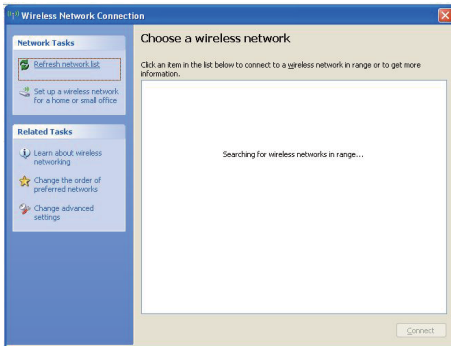 Wireless Network Connection
Network Tasks
Refresh network list
Set up a wireless network
for a home or small office
Related Tasks
Learn about wireless
networking
Change the order of
preferred networks
Change advanced
settings
Choose a wireless network
Click an item in the list below to connect to a wireless network in range or to get more
information.
Searching for wireless networks in range...
Connect